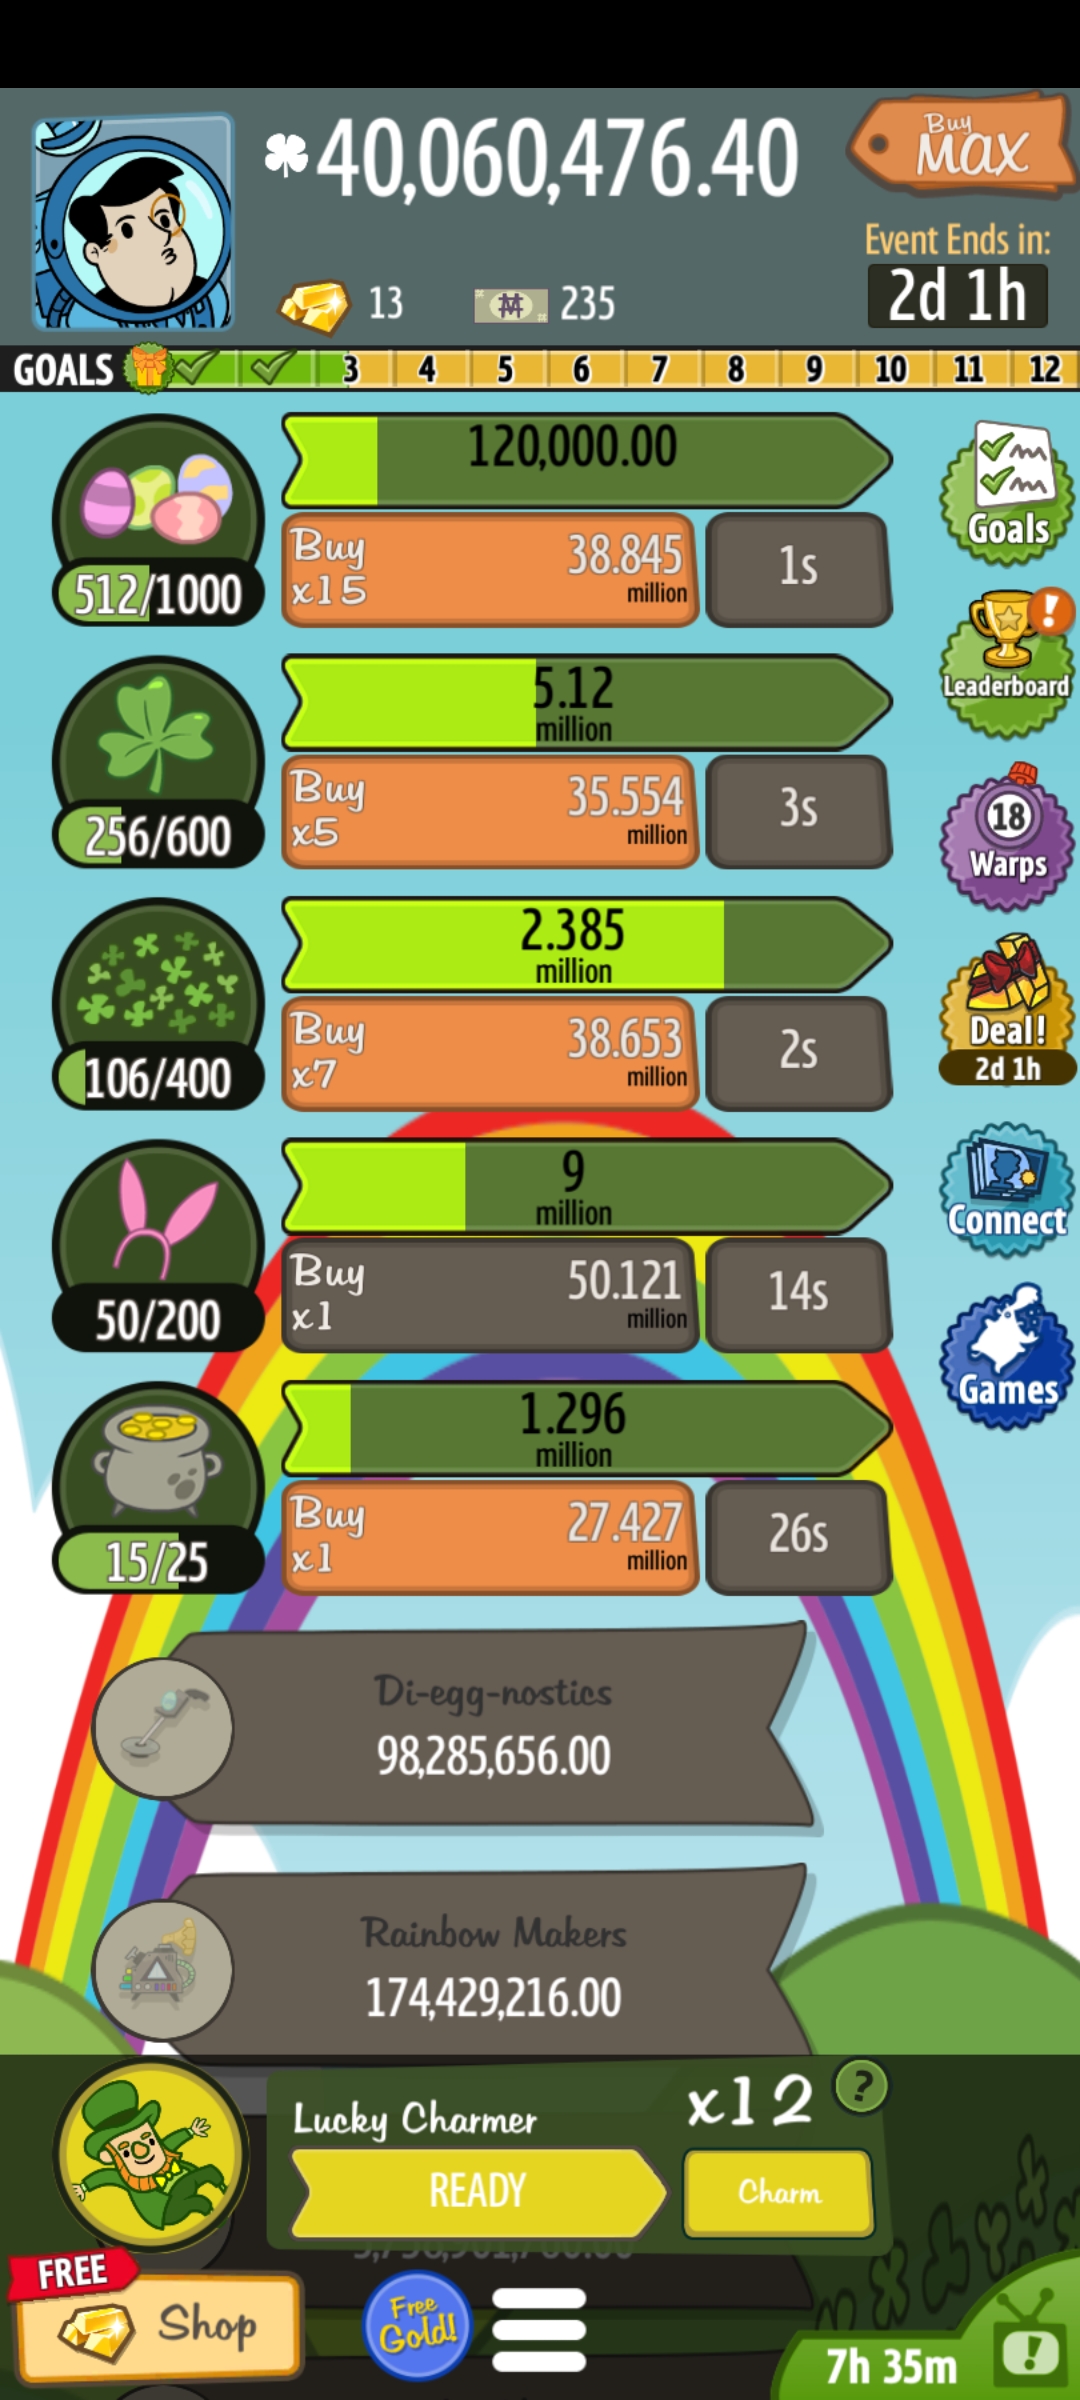 40,060,476.40
Buy
Max
Event Ends in:
2d 1h
13
235
GOALS
3 4 5 6 7 8 9 10 11 12
120,000.00
Buy
x15
38.845
million
1s
512/1000
Goals
5.12
million
Buy
x5
35.554
million
3s
256/600
Leaderboard
!
2.385
million
Buy
x7
38.653
million
2s
106/400
18
Warps
Deal!
2d 1h
9
million
Buy
x1
50.121
million
14s
50/200
Connect
1.296
million
Buy
x1
27.427
million
26s
15/25
Games
Di-egg-nostics
98,285,656.00
Rainbow Makers
174,429,216.00
Lucky Charmer
x12
?
READY
Charm
FREE
Shop
Free
Gold!
7h 35m
!